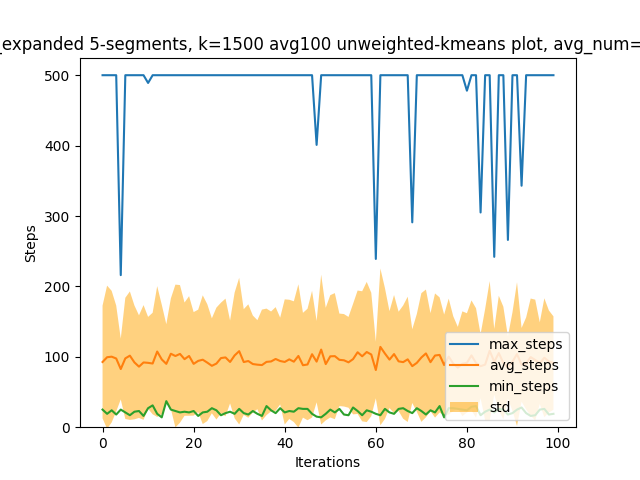 _expanded 5-segments, k=1500 avg100 unweighted-kmeans plot, avg_num=
500
400
300
200
100
0
Steps
max_steps
avg_steps
min_steps
std
0 20 40 60 80 100
Iterations